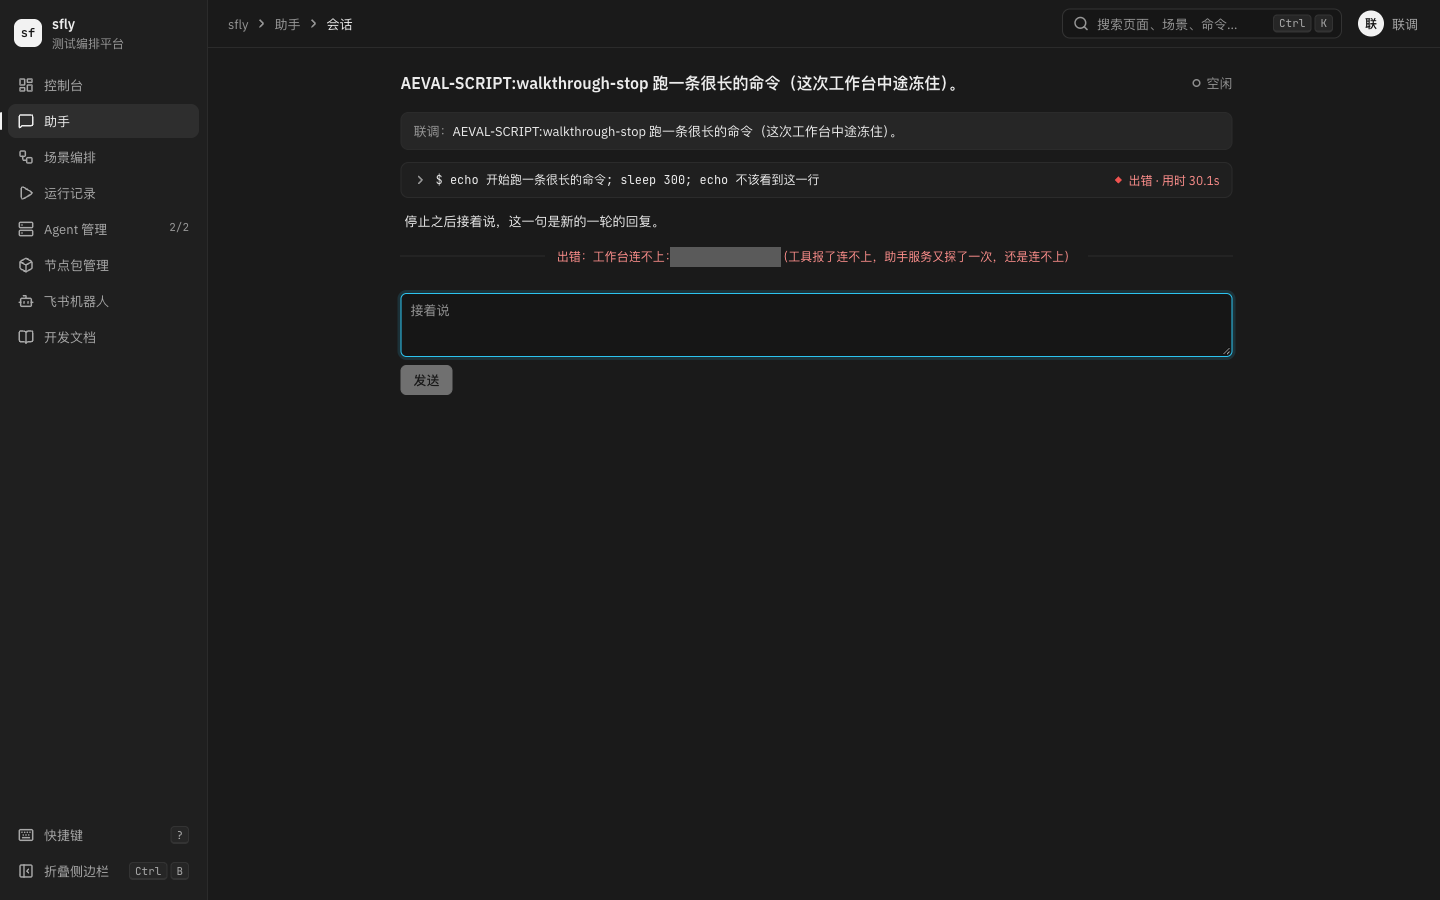 sf
sfly
测试编排平台
控制台
助手
场景编排
运行记录
Agent 管理 2/2
节点包管理
飞书机器人
开发文档
快捷键 ?
折叠侧边栏 Ctrl B
sfly 助手 会话
搜索页面、场景、命令... Ctrl K
联 联调
AEVAL-SCRIPT:walkthrough-stop 跑一条很长的命令（这次工作台中途冻住）。
空闲
联调：AEVAL-SCRIPT:walkthrough-stop 跑一条很长的命令（这次工作台中途冻住）。
$ echo 开始跑一条很长的命令; sleep 300; echo 不该看到这一行
出错 · 用时 30.1s
停止之后接着说，这一句是新的一轮的回复。
出错：工作台连不上： (工具报了连不上，助手服务又探了一次，还是连不上)
接着说
发送